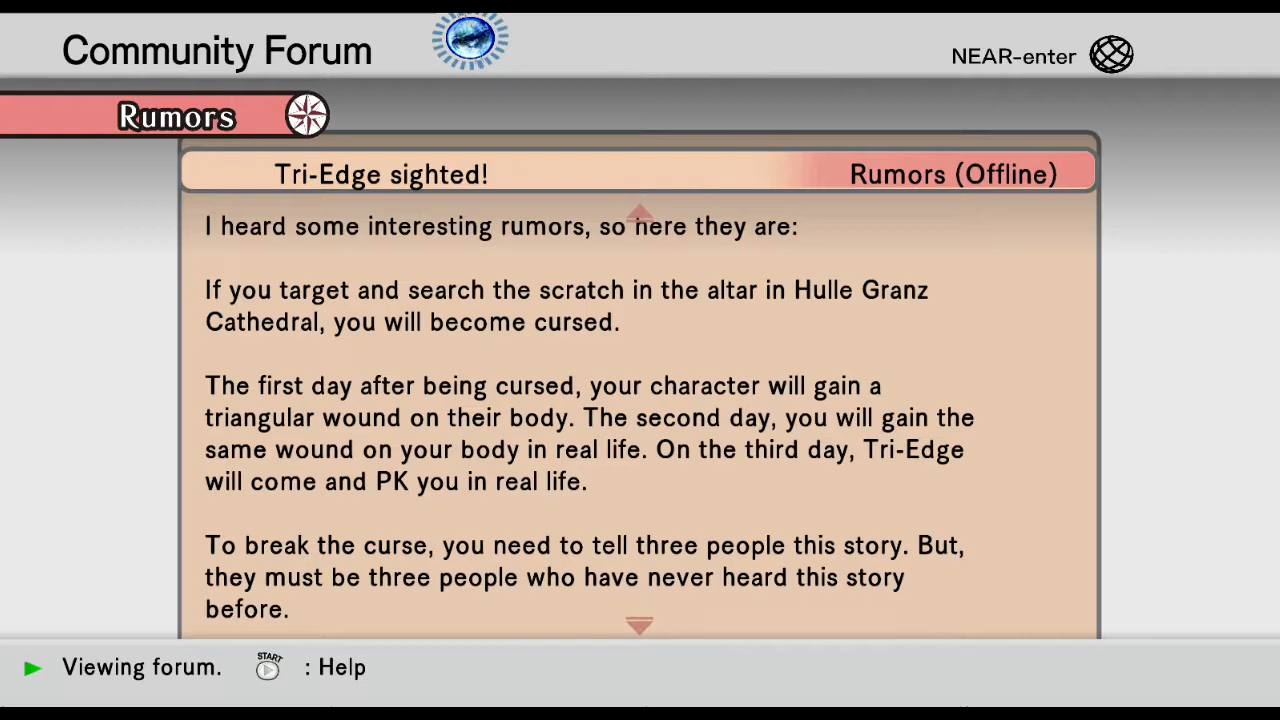 Community Forum
NEAR-enter
Rumors
Tri-Edge sighted!
Rumors (Offline)
I heard some interesting rumors, so here they are:
If you target and search the scratch in the altar in Hulle Granz
Cathedral, you will become cursed.
The first day after being cursed, your character will gain a
triangular wound on their body. The second day, you will gain the
same wound on your body in real life. On the third day, Tri-Edge
will come and PK you in real life.
To break the curse, you need to tell three people this story. But,
they must be three people who have never heard this story
before.
Viewing forum. START : Help